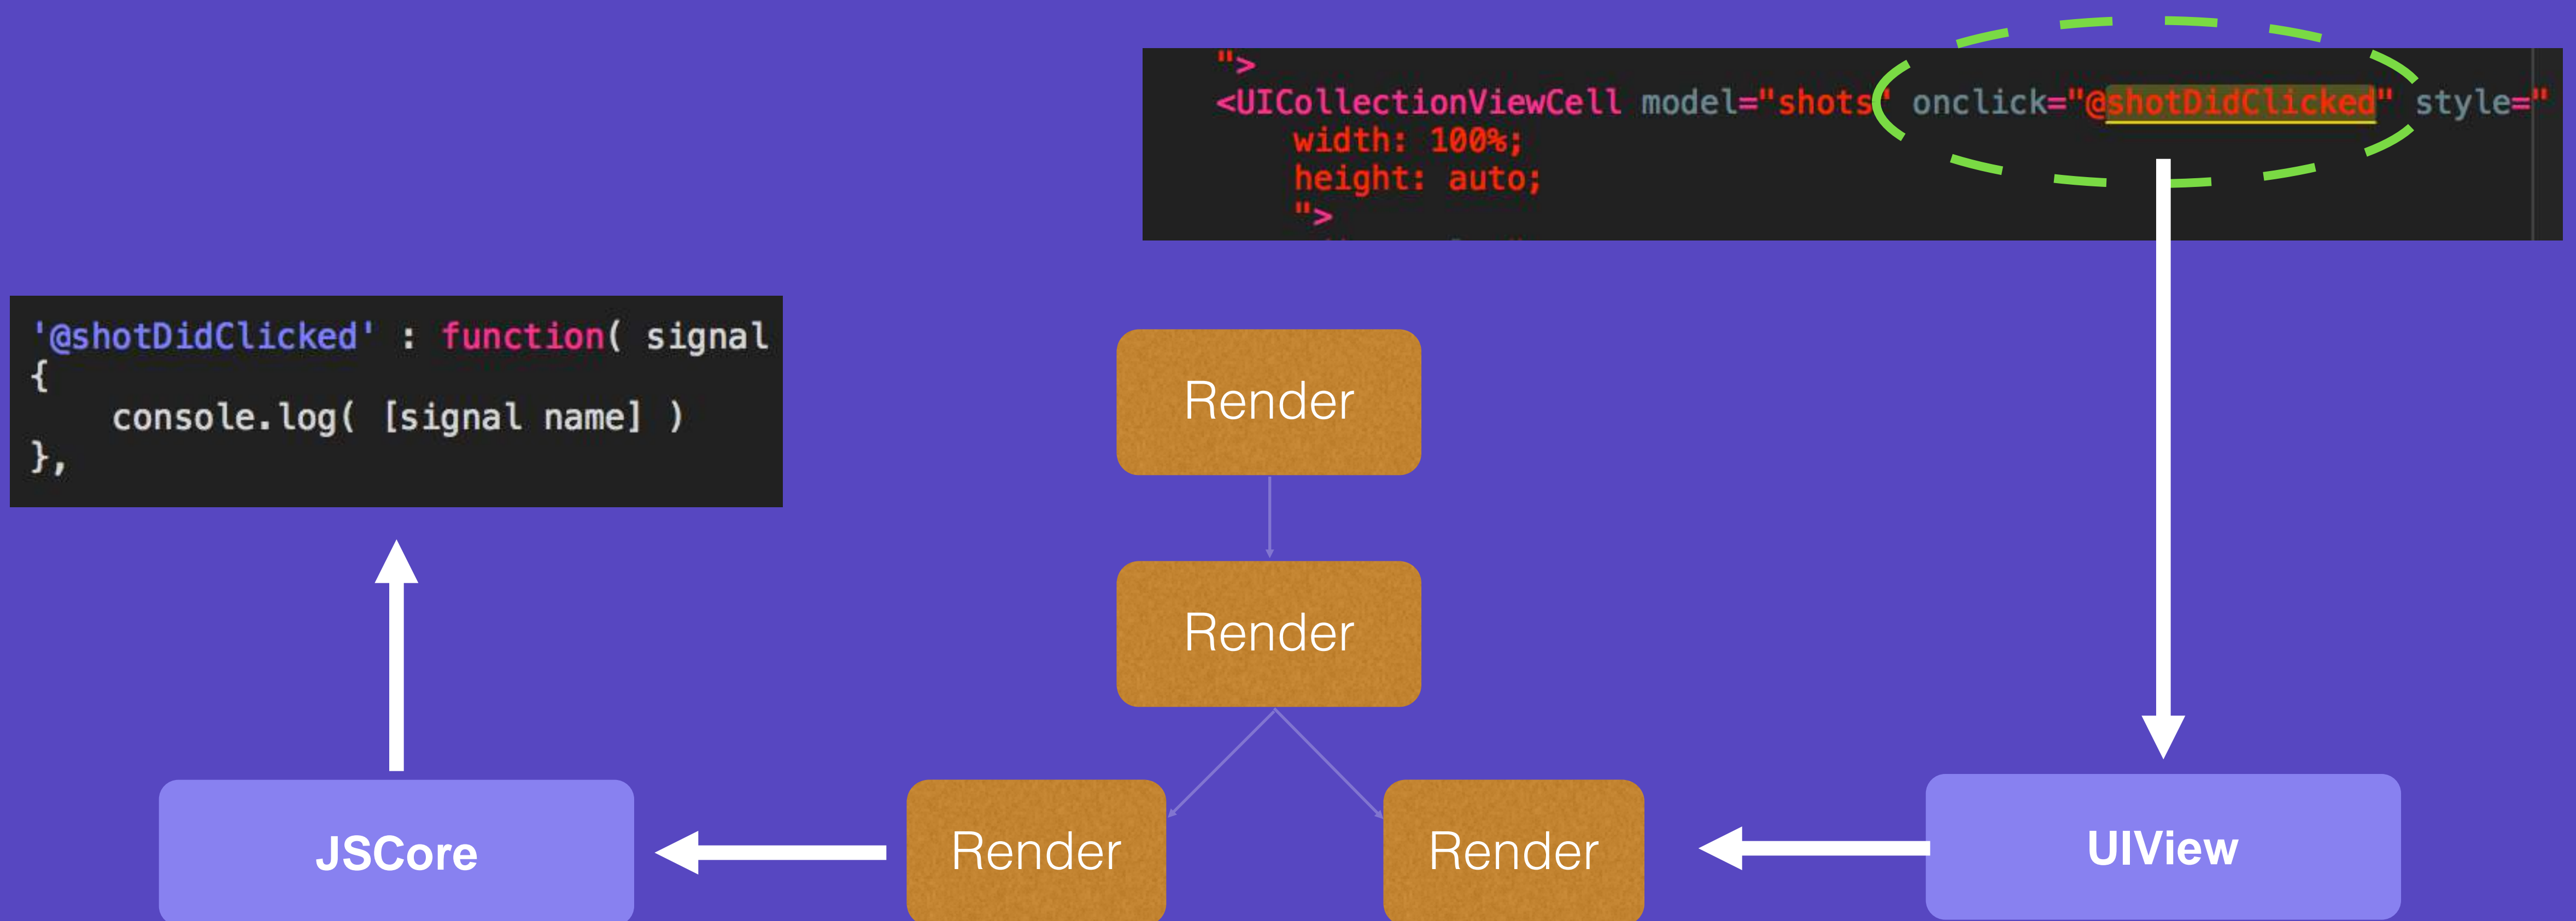 ">
<UICollectionViewCell model="shots" onclick="@shotDidClicked" style="
width: 100%;
height: auto;
">
'@shotDidClicked' : function( signal
{
console.log( [signal name] )
},
Render
Render
JSCore
Render
Render
UIView